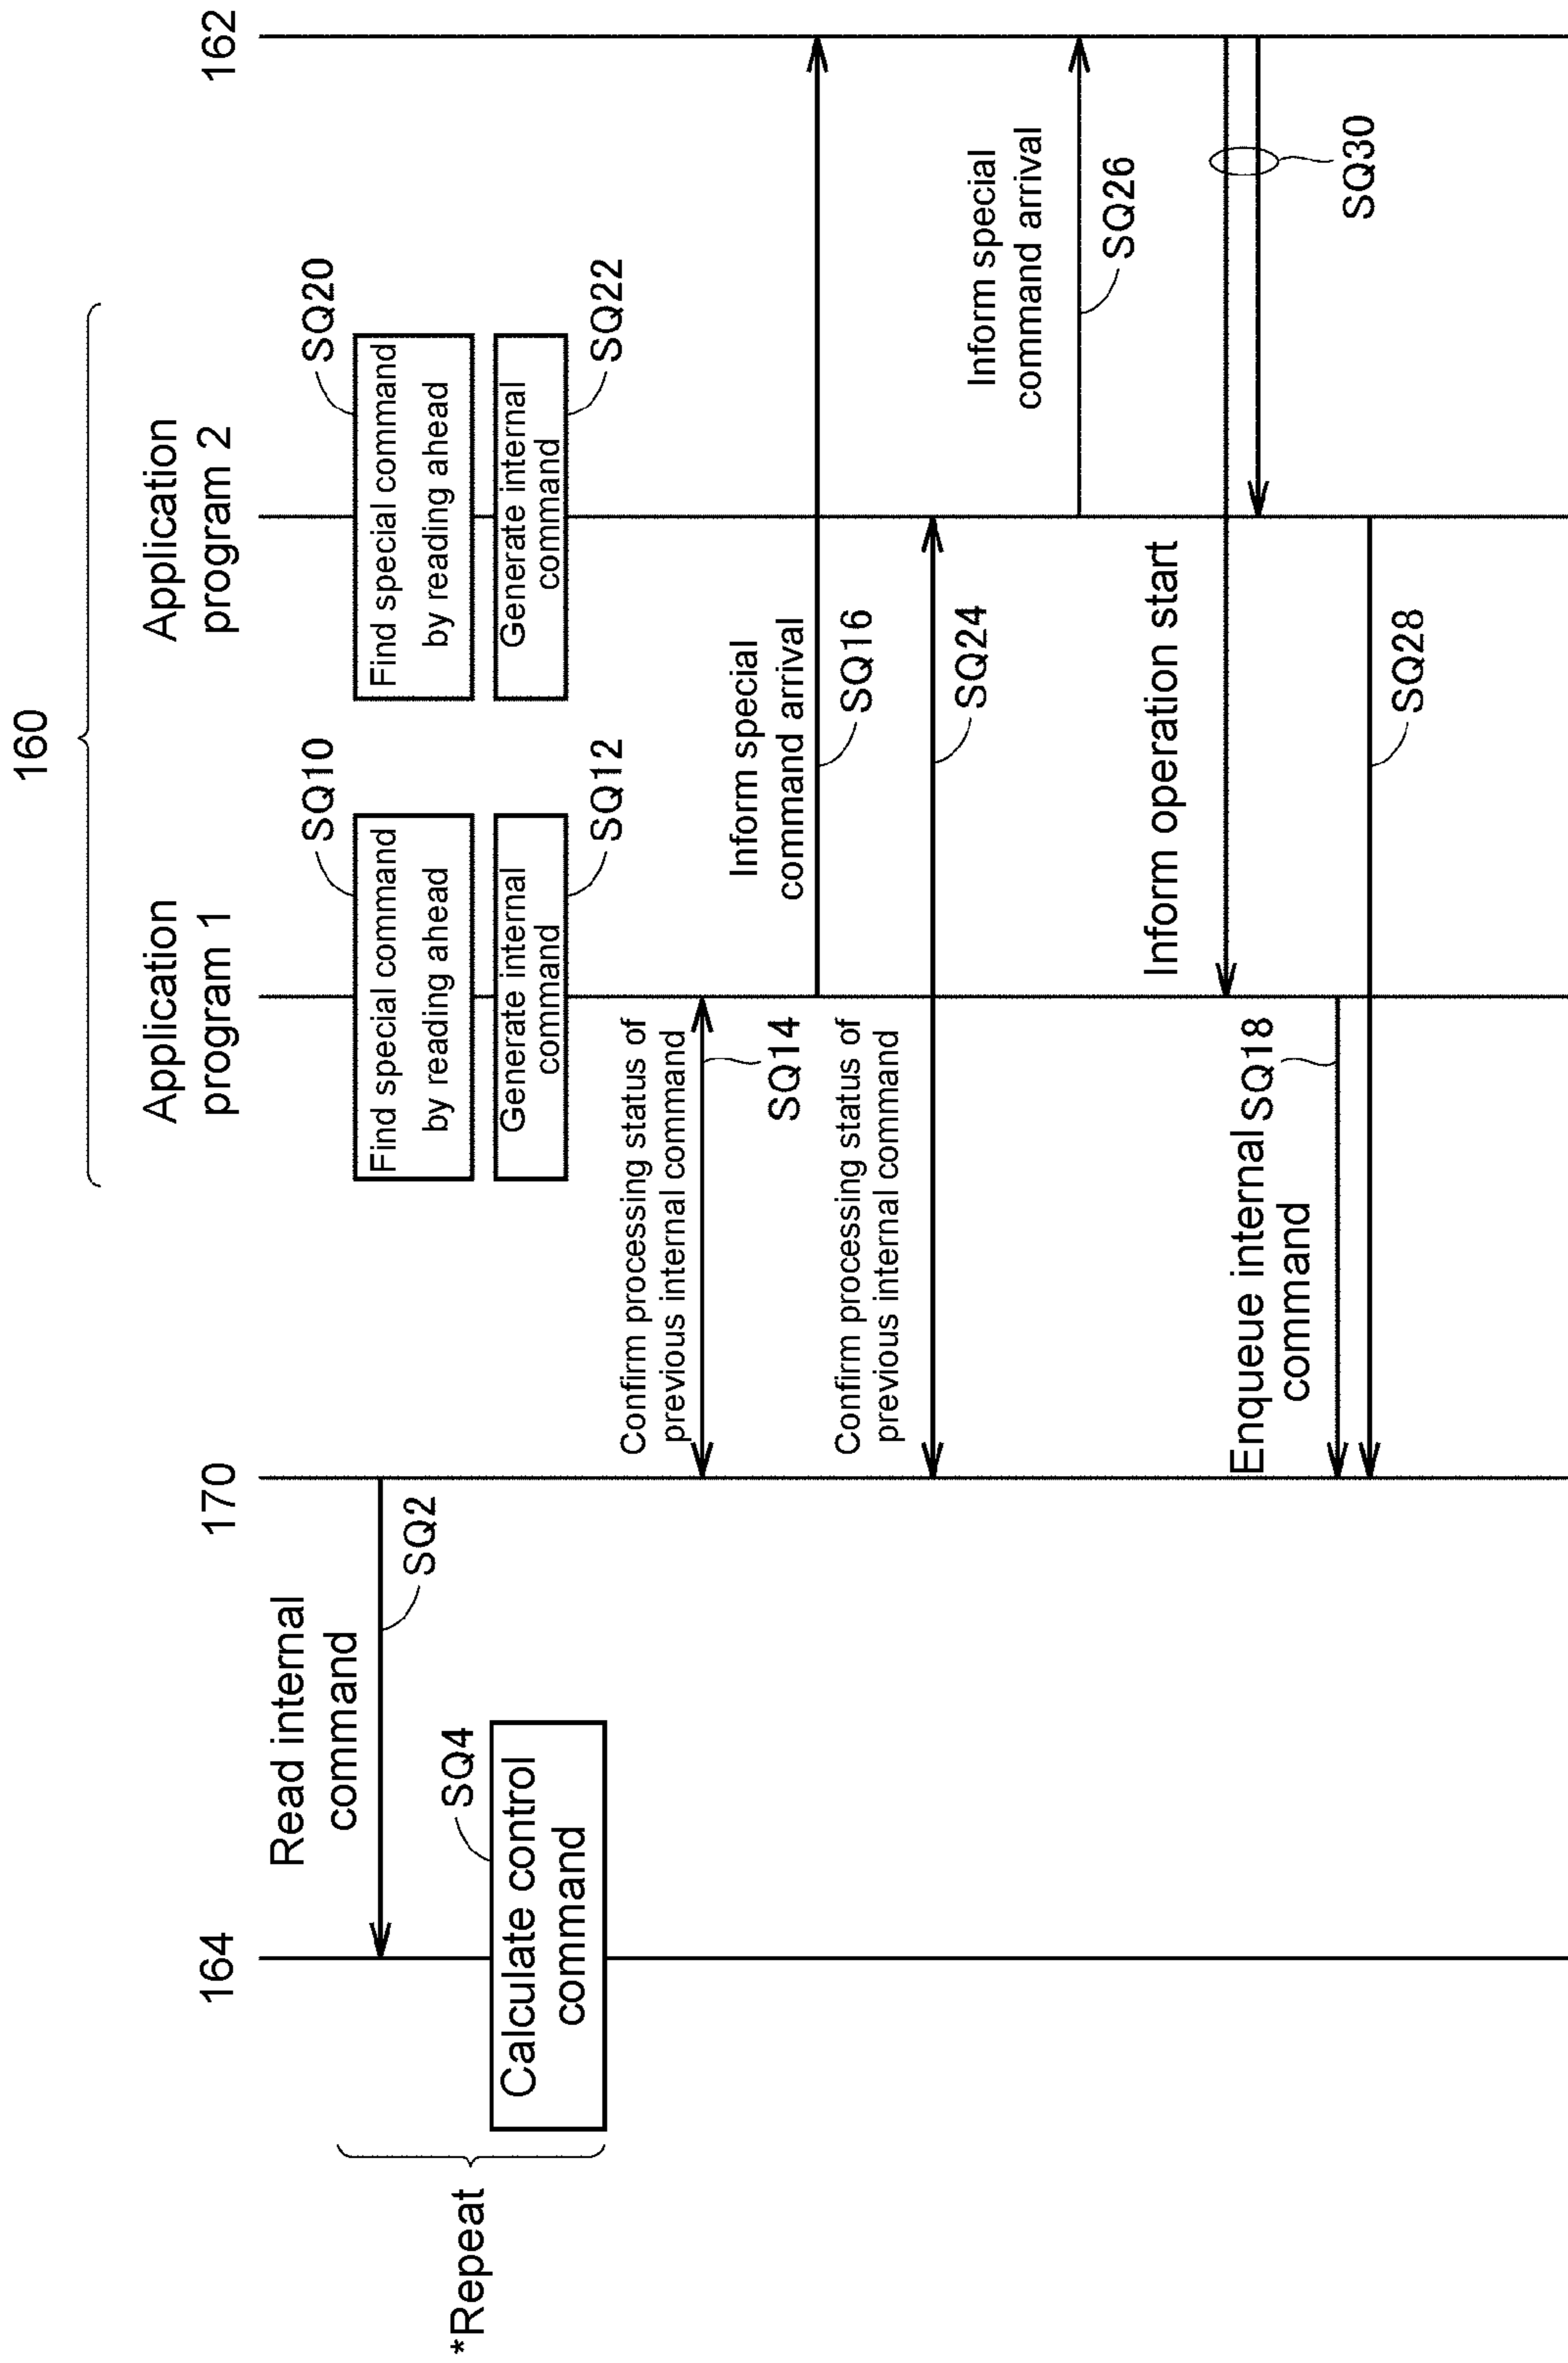 160
Application
program 1
Application
program 2
164
170
162
*Repeat
Read internal
command
SQ2
SQ4
Calculate control
command
SQ10
Find special command
by reading ahead
Generate internal
command
SQ12
SQ20
Find special command
by reading ahead
Generate internal
command
SQ22
Confirm processing status of
previous internal command
SQ14
Inform special
command arrival
SQ16
Confirm processing status of
previous internal command
SQ24
Inform special
command arrival
SQ26
Inform operation start
SQ30
Enqueue internal
command
SQ18
SQ28